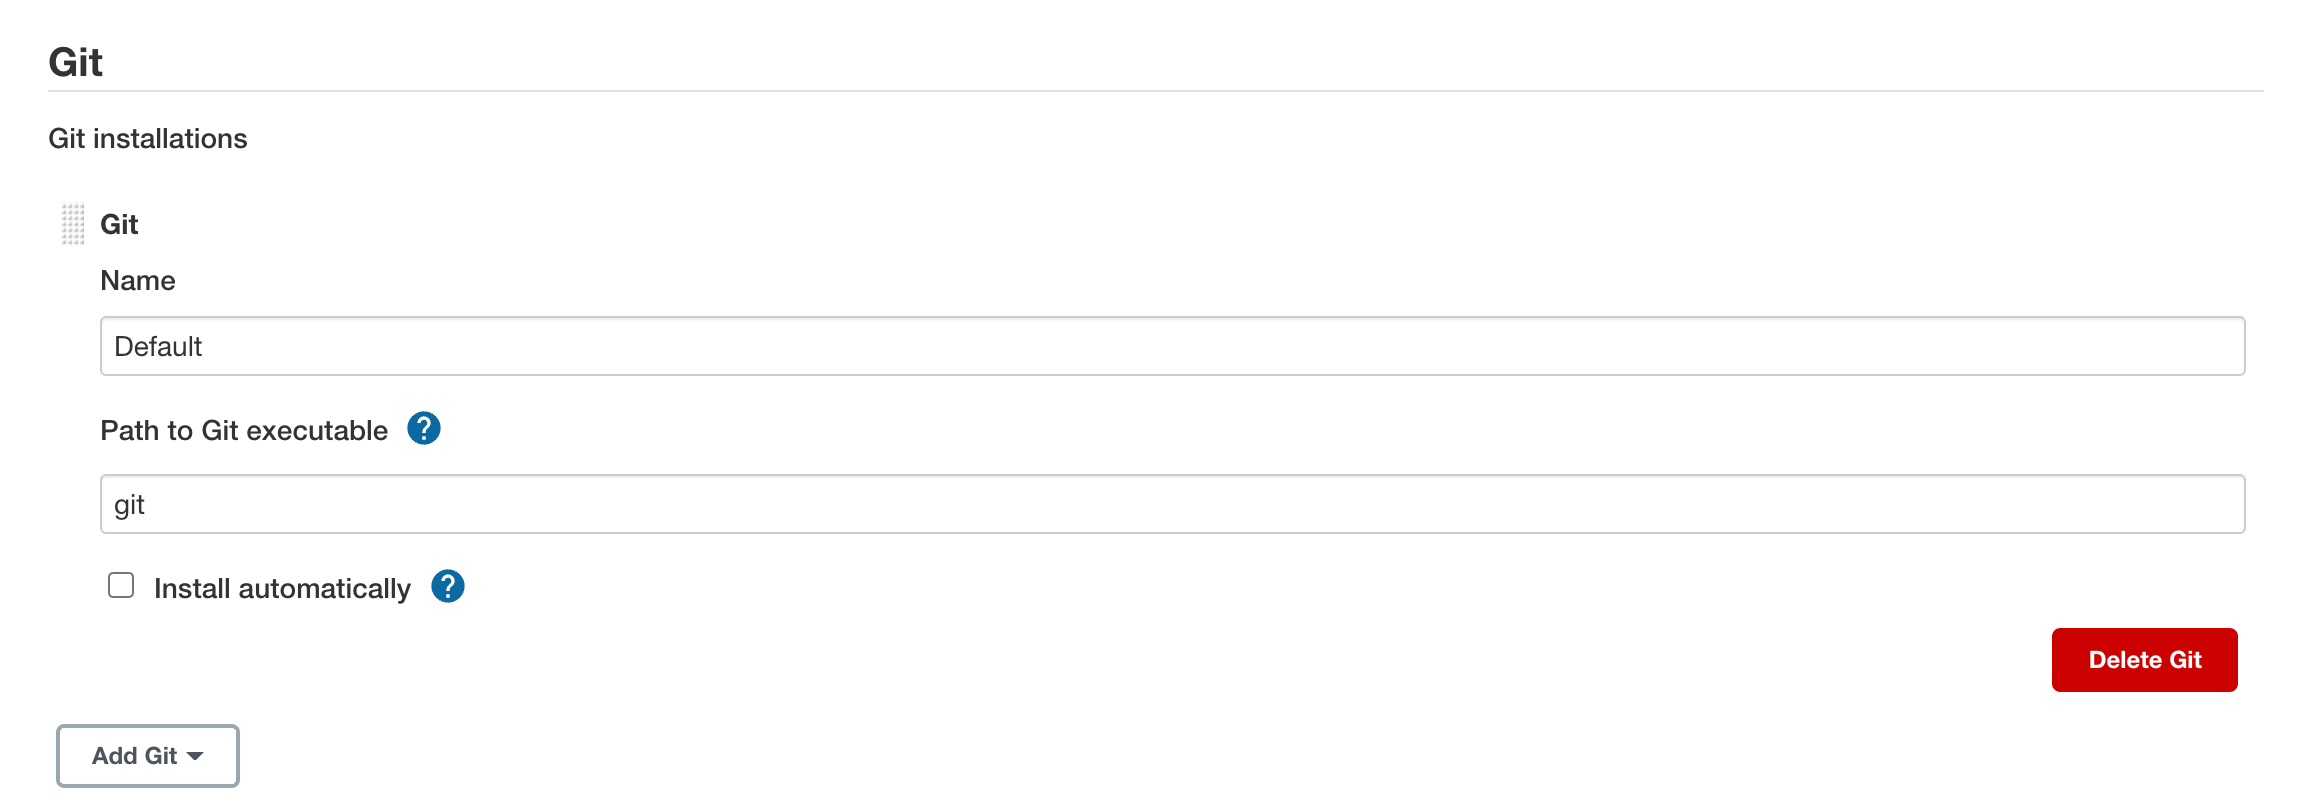 Git
Git installations
Git
Name
Default
Path to Git executable ?
git
Install automatically ?
Delete Git
Add Git